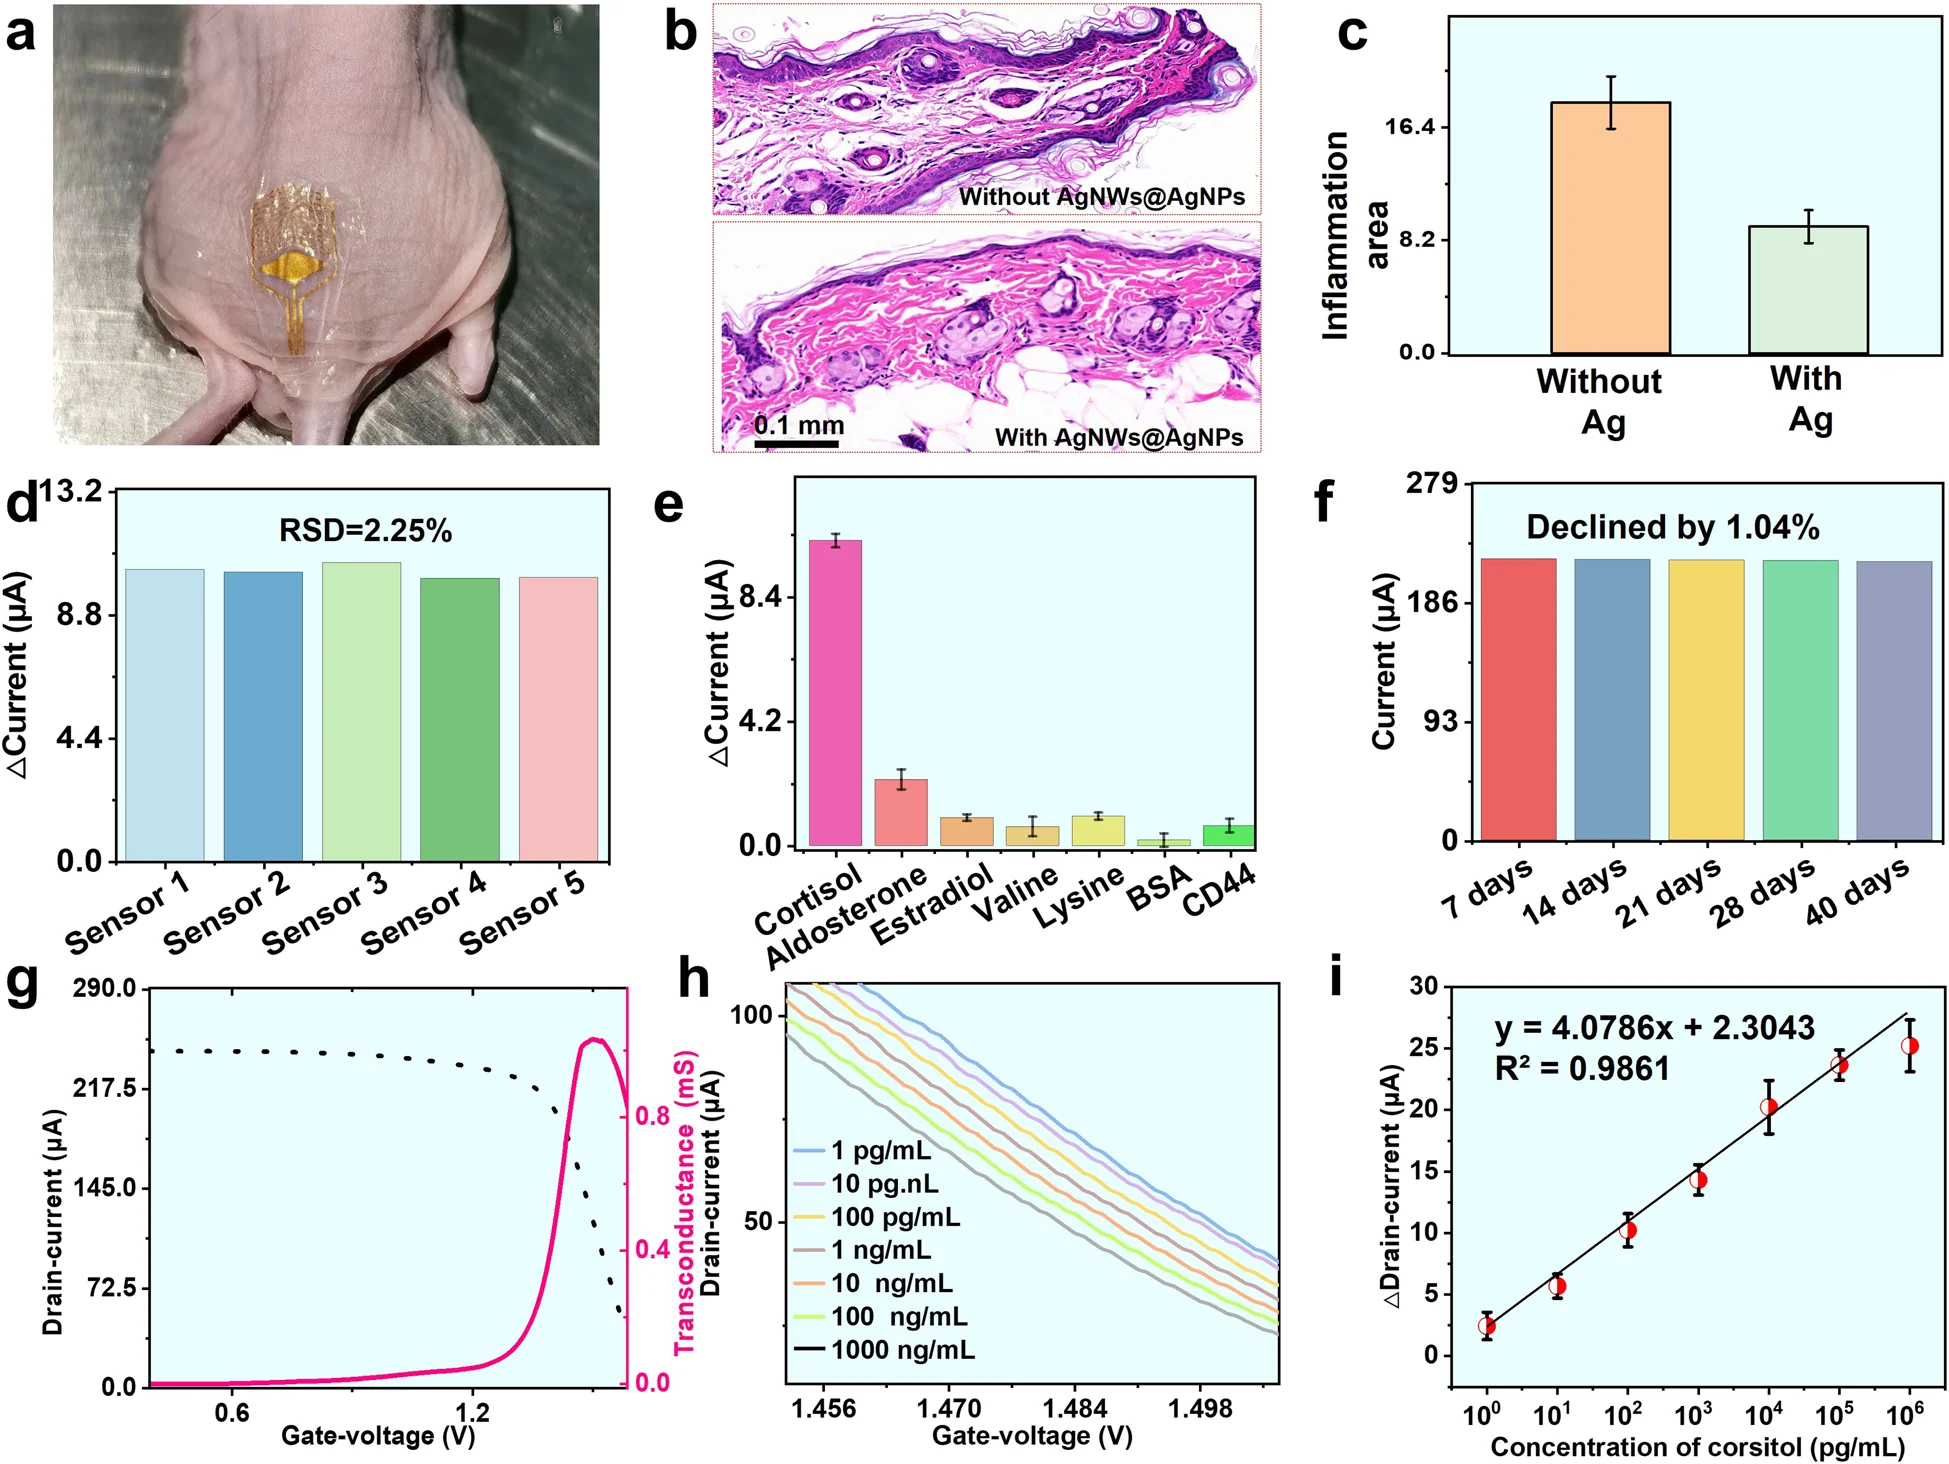 a
b
Without AgNWs@AgNPs
0.1 mm
With AgNWs@AgNPs
c
Inflammation
area
16.4
8.2
0.0
Without
Ag
With
Ag
d
RSD=2.25%
△Current (µA)
13.2
8.8
4.4
0.0
Sensor 1
Sensor 2
Sensor 3
Sensor 4
Sensor 5
e
△Current (µA)
8.4
4.2
0.0
Cortisol
Aldosterone
Estradiol
Valine
Lysine
BSA
CD44
f
Declined by 1.04%
Current (µA)
279
186
93
0
7 days
14 days
21 days
28 days
40 days
g
Drain-current (µA)
290.0
217.5
145.0
72.5
0.0
0.6
1.2
Gate-voltage (V)
0.8
0.4
0.0
Transconductance (mS)
h
Drain-current (µA)
100
50
1 pg/mL
10 pg.nL
100 pg/mL
1 ng/mL
10 ng/mL
100 ng/mL
1000 ng/mL
1.456
1.470
1.484
1.498
Gate-voltage (V)
i
y = 4.0786x + 2.3043
R² = 0.9861
△Drain-current (µA)
30
25
20
15
10
5
0
10⁰
10¹
10²
10³
10⁴
10⁵
10⁶
Concentration of corsitol (pg/mL)